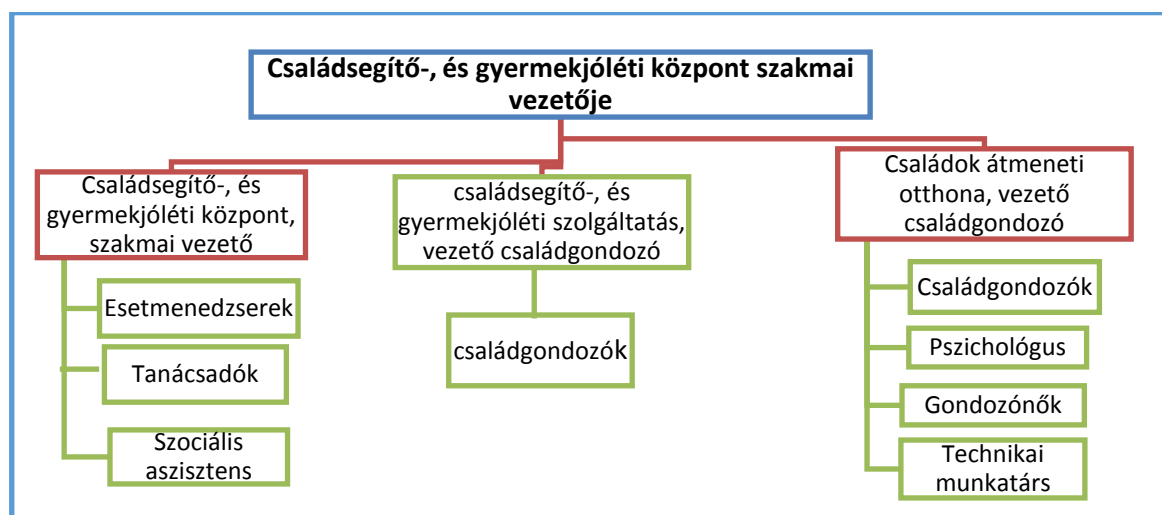 Családsegítő-, és gyermekjóléti központ szakmai
vezetője
Családsegítő-, és
gyermekjóléti központ,
szakmai vezető
Esetmenedzserek
Tanácsadók
Szociális
aszisztens
családsegítő-, és
gyermekjóléti szolgáltatás,
vezető családgondozó
családgondozók
Családok átmeneti
otthona, vezető
családgondozó
Családgondozók
Pszichológus
Gondozónők
Technikai
munkatárs